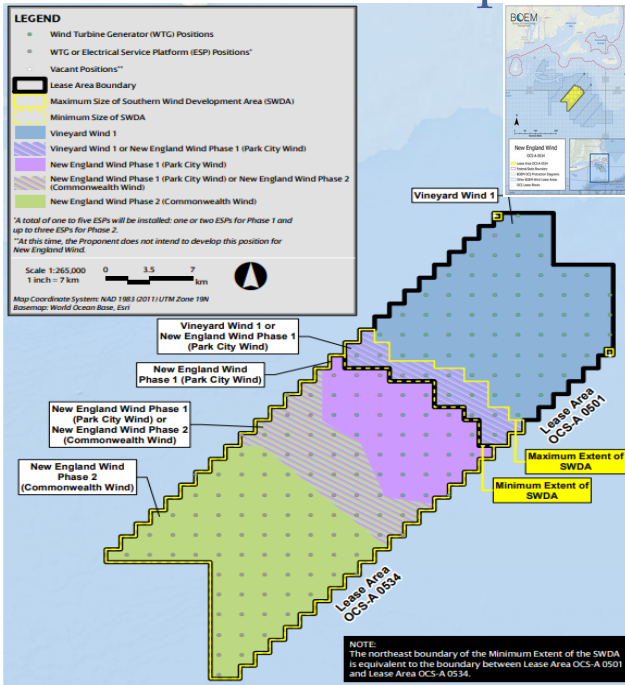 LEGEND
Wind Turbine Generator (WTG) Positions
WTG or Electrical Service Platform (ESP) Positions*
Vacant Positions**
Lease Area Boundary
Maximum Size of Southern Wind Development Area (SWDA)
Minimum Size of SWDA
Vineyard Wind 1
Vineyard Wind 1 or New England Wind Phase 1 (Park City Wind)
New England Wind Phase 1 (Park City Wind)
New England Wind Phase 1 (Park City Wind) or New England Wind Phase 2
(Commonwealth Wind)
New England Wind Phase 2 (Commonwealth Wind)
*A total of one to five ESPs will be installed: one or two ESPs for Phase 1 and
up to three ESPs for Phase 2.
**At this time, the Proponent does not intend to develop this position for
New England Wind.
Scale 1:265,000
1 inch = 7 km
0 3.5 7
km
Map Coordinate System: NAD 1983 (2011) UTM Zone 19N
Basemap: World Ocean Base, Esri
BOEM
New England Wind
OCS-A 0534
Vineyard Wind 1
Vineyard Wind 1 or
New England Wind Phase 1
(Park City Wind)
New England Wind
Phase 1 (Park City Wind)
New England Wind Phase 1
(Park City Wind) or
New England Wind Phase 2
(Commonwealth Wind)
New England Wind
Phase 2
(Commonwealth Wind)
Lease Area
OCS-A 0501
Maximum Extent of
SWDA
Minimum Extent of
SWDA
Lease Area
OCS-A 0534
NOTE:
The northeast boundary of the Minimum Extent of the SWDA
is equivalent to the boundary between Lease Area OCS-A 0501
and Lease Area OCS-A 0534.